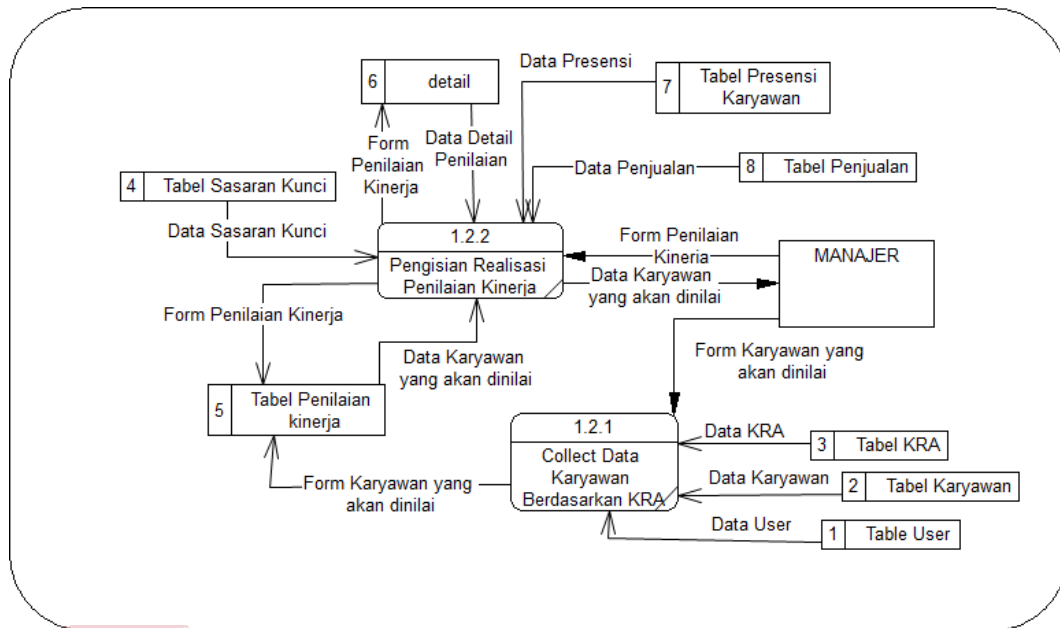 Data Presensi
6 detail
7 Tabel Presensi
Karyawan
Form
Penilaian
Kinerja
Data Detail
Penilaian
Data Penjualan
8 Tabel Penjualan
4 Tabel Sasaran Kunci
Data Sasaran Kunci
1.2.2
Pengisian Realisasi
Penilaian Kinerja
Form Penilaian
Kineria
Data Karyawan
yang akan dinilai
MANAJER
Form Penilaian Kinerja
Data Karyawan
yang akan dinilai
Form Karyawan yang
akan dinilai
5 Tabel Penilaian
kinerja
1.2.1
Collect Data
Karyawan
Berdasarkan KRA
Data KRA
3 Tabel KRA
Form Karyawan yang
akan dinilai
Data Karyawan
2 Tabel Karyawan
Data User
1 Table User